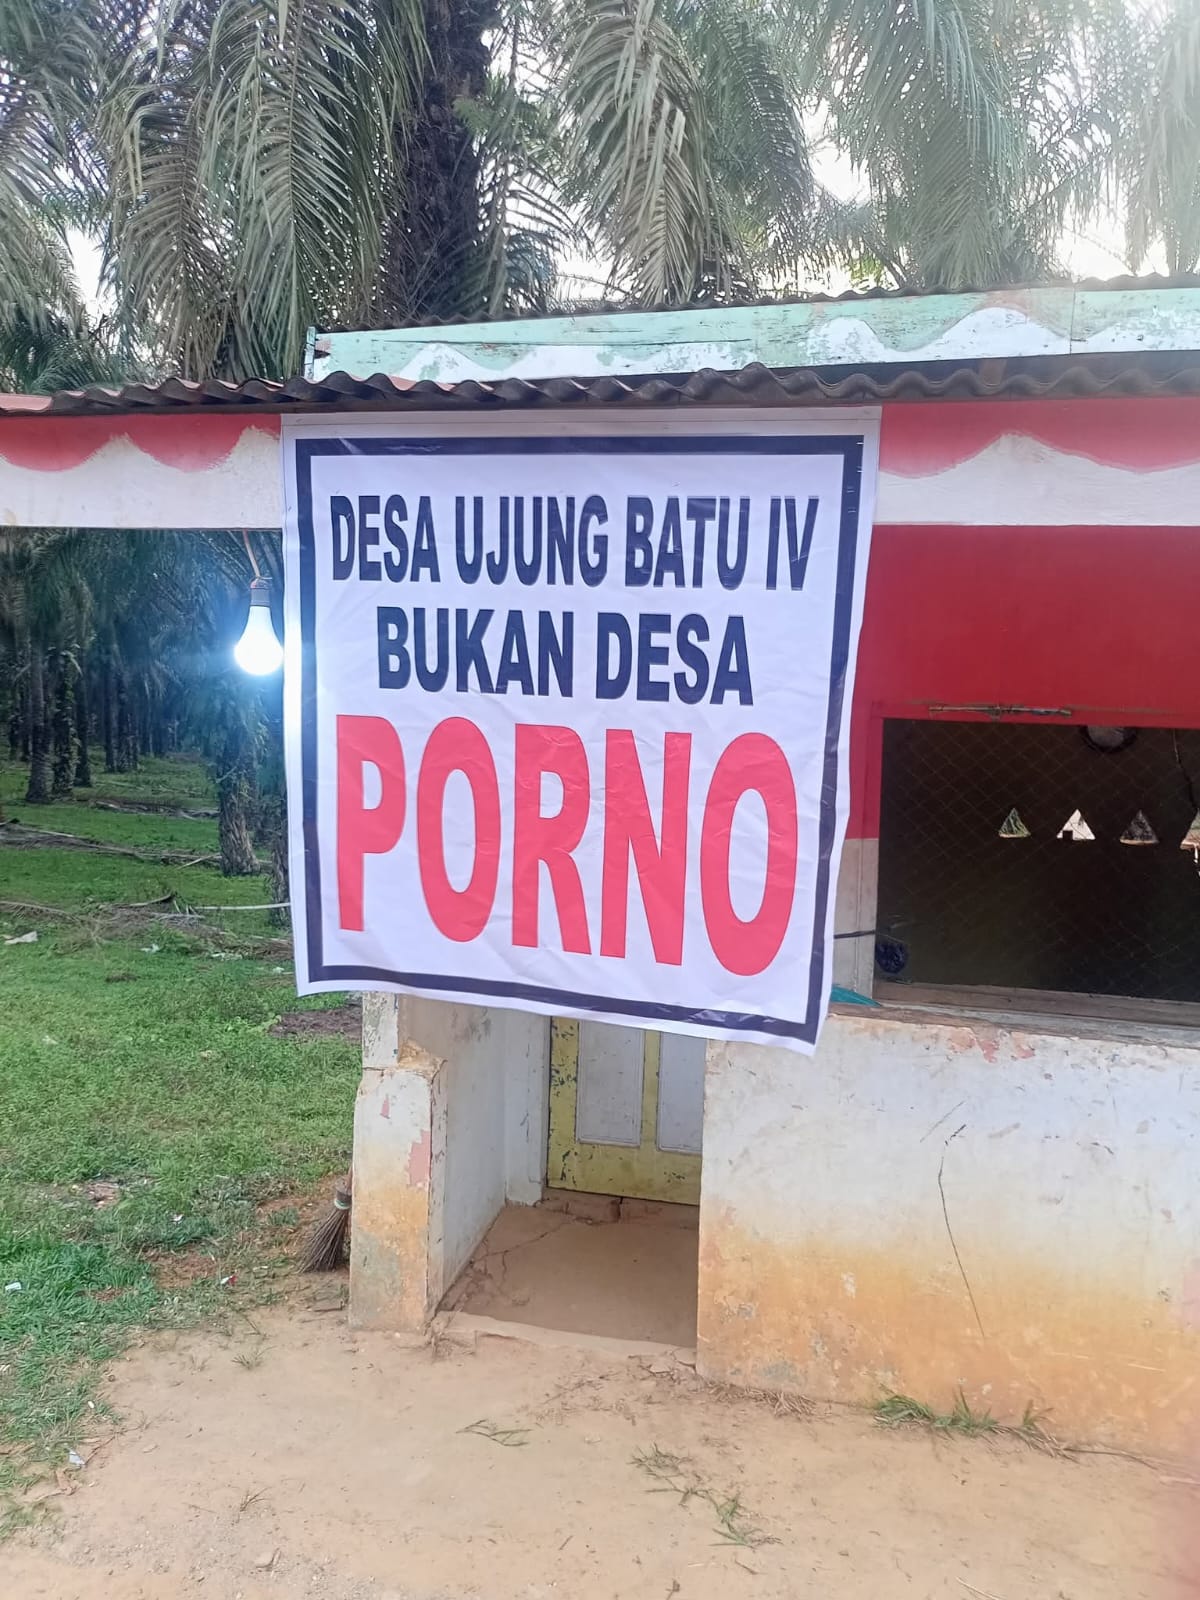 DESA UJUNG BATU IV
BUKAN DESA
PORNO